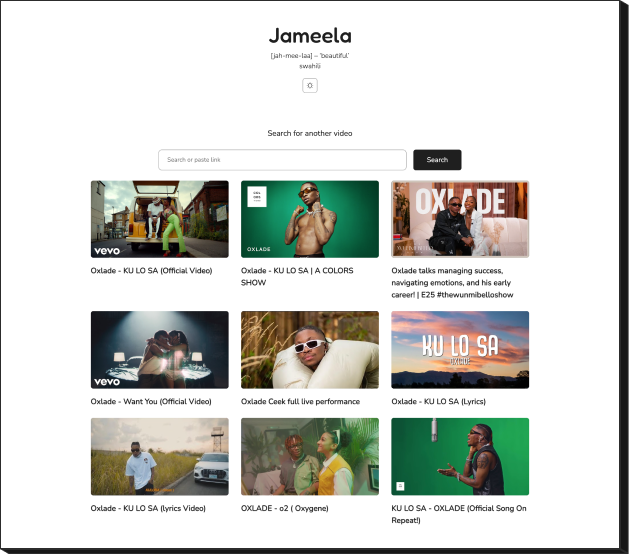 Jameela
[jah-mee-laa] – 'beautiful'
swahili
Search for another video
Search or paste link
Search
vevo
OXLADE
OXLADE
Oxlade - KU LO SA (Official Video)
Oxlade - KU LO SA | A COLORS
SHOW
Oxlade talks managing success,
navigating emotions, and his early
career! | E25 #thewunmibelloshow
vevo
KU LO SA
OXLADE
Oxlade - Want You (Official Video)
Oxlade Ceek full live performance
Oxlade - KU LO SA (Lyrics)
Oxlade - KU LO SA (lyrics Video)
OXLADE - o2 ( Oxygene)
KU LO SA - OXLADE (Official Song On
Repeat!)